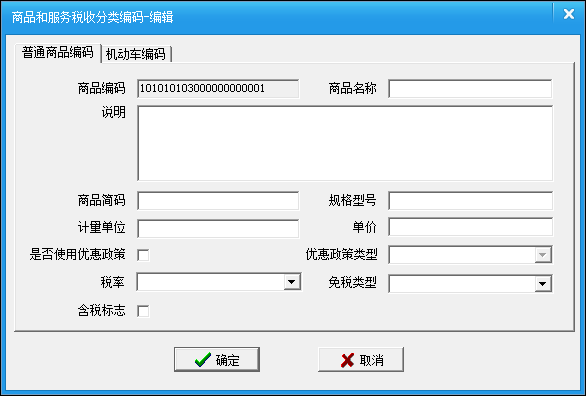 商品和服务税收分类编码-编辑
普通商品编码 机动车编码
商品编码 1010101030000000000001 商品名称
说明
商品简码 规格型号
计量单位 单价
是否使用优惠政策 优惠政策类型
税率 免税类型
含税标志
确定 取消